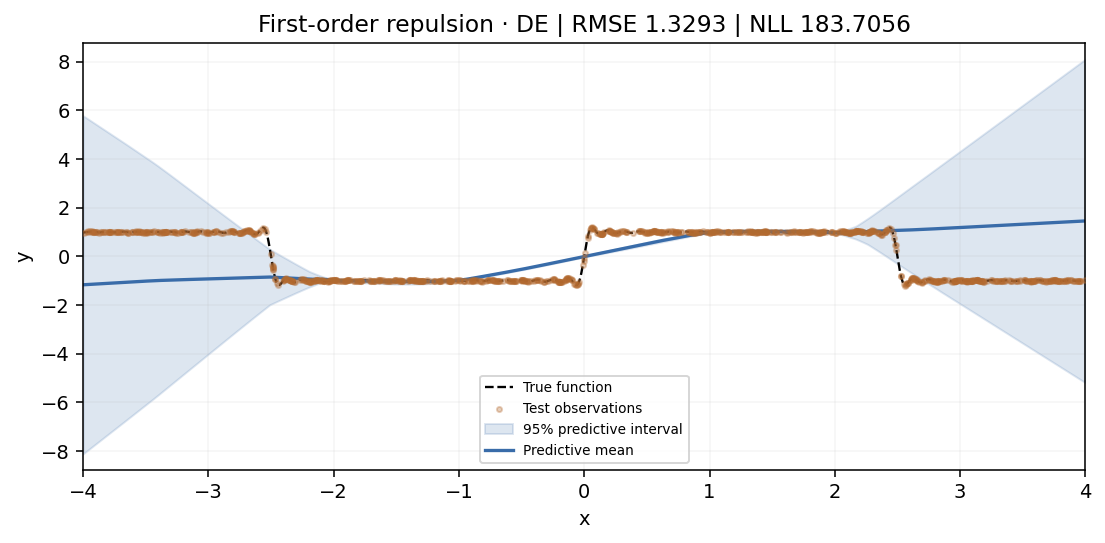 First-order repulsion · DE | RMSE 1.3293 | NLL 183.7056
8
6
4
2
0
−2
−4
−6
−8
y
True function
Test observations
95% predictive interval
Predictive mean
−4 −3 −2 −1 0 1 2 3 4
x